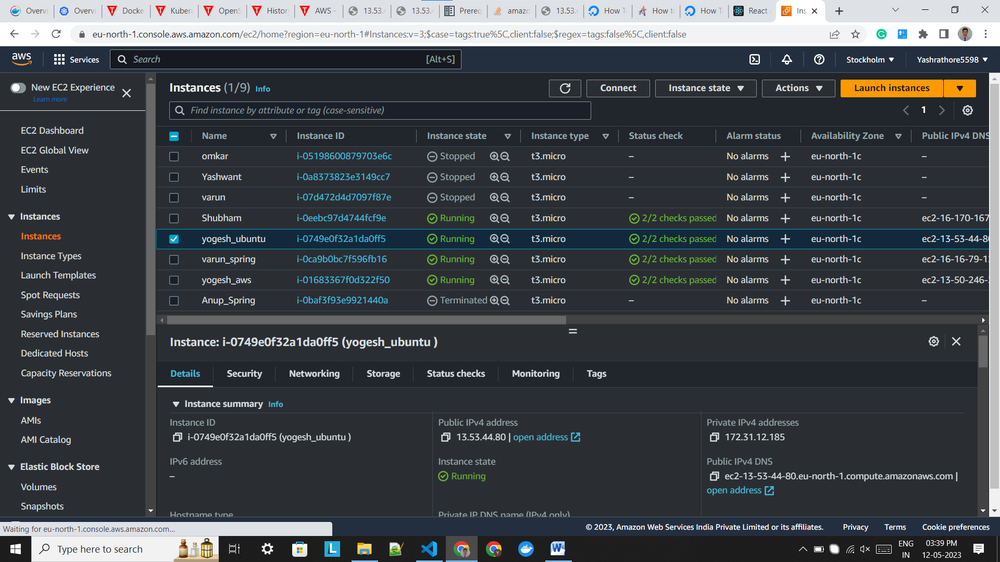 Overvi
Overvi
Docke
Kuber
OpenS
Histor
AWS -
13.53.4
13.53.4
Prereq
amazo
13.53.4
How T
How to
How T
React
Ins
eu-north-1.console.aws.amazon.com/ec2/home?region=eu-north-1#Instances:v=3;$case=tags:true%5C,client:false;$regex=tags:false%5C,client:false
aws Services Search [Alt+S] Stockholm Yashrathore5598
New EC2 Experience
Learn more
EC2 Dashboard
EC2 Global View
Events
Limits
Instances
Instances
Instance Types
Launch Templates
Spot Requests
Savings Plans
Reserved Instances
Dedicated Hosts
Capacity Reservations
Images
AMIs
AMI Catalog
Elastic Block Store
Volumes
Snapshots
Instances (1/9) Info Connect Instance state Actions Launch instances
Find instance by attribute or tag (case-sensitive) 1
Name Instance ID Instance state Instance type Status check Alarm status Availability Zone Public IPv4 DNS
omkar i-05198600879703e6c Stopped t3.micro – No alarms + eu-north-1c –
Yashwant i-0a8373823e3149cc7 Stopped t3.micro – No alarms + eu-north-1c –
varun i-07d472d4d7097f87e Stopped t3.micro – No alarms + eu-north-1c –
Shubham i-0eebc97d4744fcf9e Running t3.micro 2/2 checks passed No alarms + eu-north-1c ec2-16-170-167
yogesh_ubuntu i-0749e0f32a1da0ff5 Running t3.micro 2/2 checks passed No alarms + eu-north-1c ec2-13-53-44-80
varun_spring i-0ca9b0bc7f596fb16 Running t3.micro 2/2 checks passed No alarms + eu-north-1c ec2-16-16-79-1
yogesh_aws i-01683367f0d322f50 Running t3.micro 2/2 checks passed No alarms + eu-north-1c ec2-13-50-246-
Anup_Spring i-0baf3f93e9921440a Terminated t3.micro – No alarms + eu-north-1c –
Instance: i-0749e0f32a1da0ff5 (yogesh_ubuntu )
Details Security Networking Storage Status checks Monitoring Tags
Instance summary Info
Instance ID
i-0749e0f32a1da0ff5 (yogesh_ubuntu )
Public IPv4 address
13.53.44.80 | open address
Private IPv4 addresses
172.31.12.185
IPv6 address
–
Instance state
Running
Public IPv4 DNS
ec2-13-53-44-80.eu-north-1.compute.amazonaws.com |
open address
Hostname type
Private IP DNS name (IPv4 only)
Waiting for eu-north-1.console.aws.amazon.com...
© 2023, Amazon Web Services India Private Limited or its affiliates. Privacy Terms Cookie preferences
Type here to search
ENG
IN
03:39 PM
12-05-2023